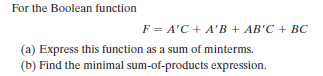 For the Boolean function
F = A'C + A'B + AB'C + BC
(a) Express this function as a sum of minterms.
(b) Find the minimal sum-of-products expression.